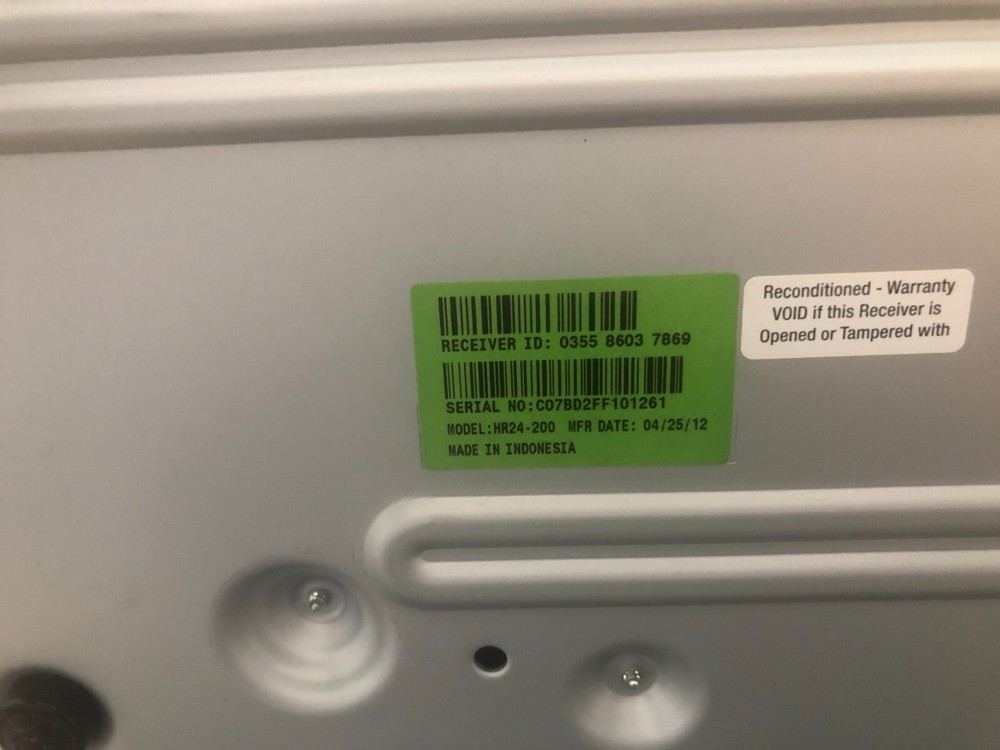 RECEIVER ID: 0355 8603 7869
SERIAL NO:C07BD2FF101261
MODEL:HR24-200 MFR DATE: 04/25/12
MADE IN INDONESIA
Reconditioned - Warranty
VOID if this Receiver is
Opened or Tampered with